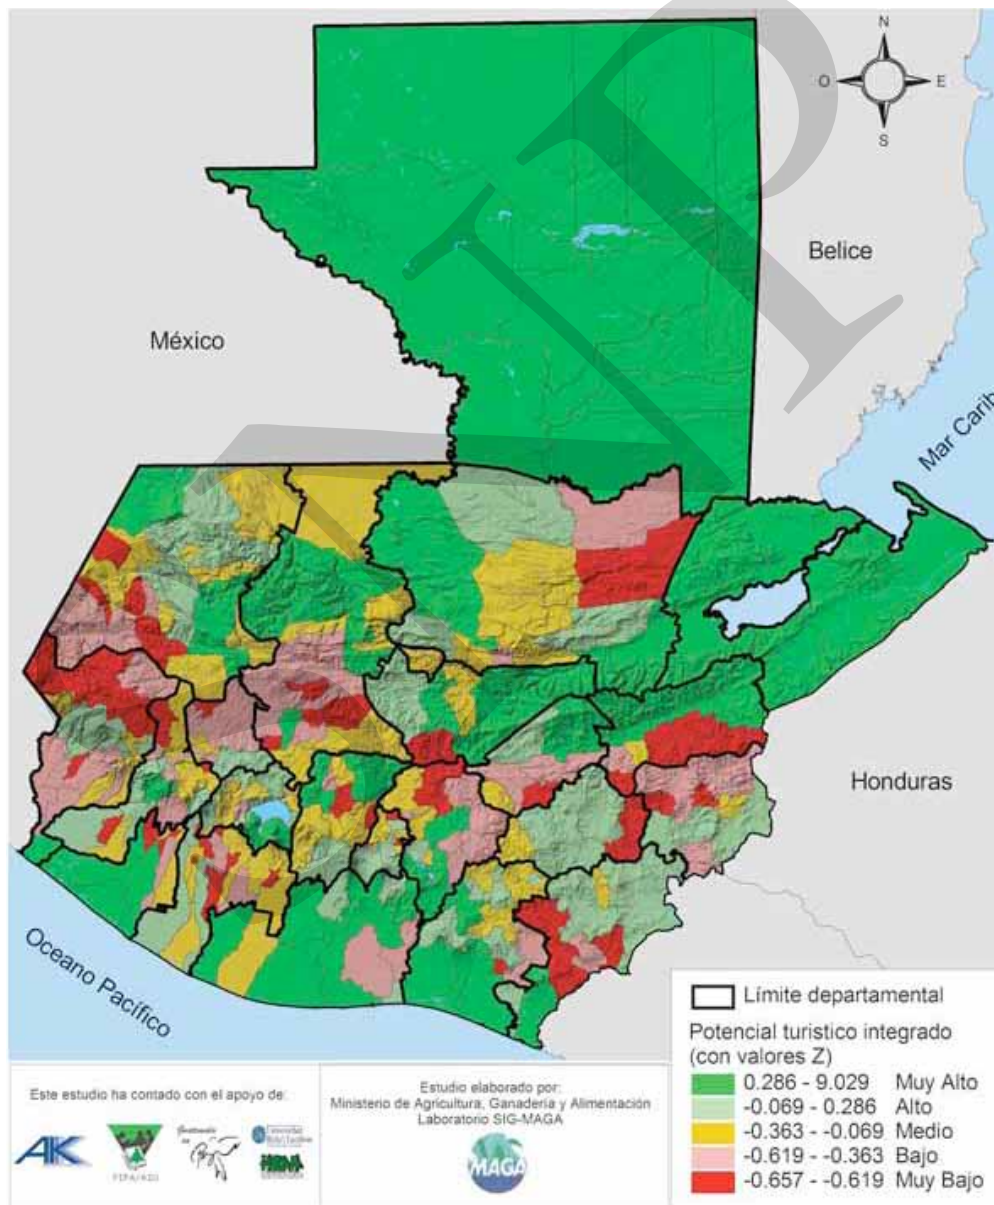 N
O
E
S
Belice
México
Mar Carib
Honduras
Oceano Pacífico
Límite departamental
Potencial turistico integrado
(con valores Z)
0.286 - 9.029 Muy Alto
-0.069 - 0.286 Alto
-0.363 - -0.069 Medio
-0.619 - -0.363 Bajo
-0.657 - -0.619 Muy Bajo
Este estudio ha contado con el apoyo de:
AK
FIPA/AID
Estudio elaborado por:
Ministerio de Agricultura, Ganadería y Alimentación
Laboratorio SIG-MAGA
MAGA